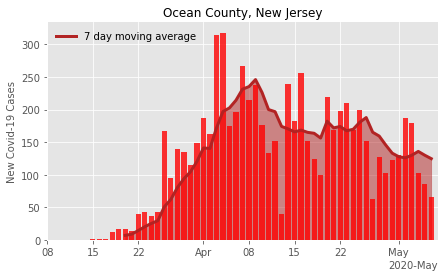 Ocean County, New Jersey
7 day moving average
New Covid-19 Cases
300
250
200
150
100
50
0
08 15 22 Apr 08 15 22 May
2020-May